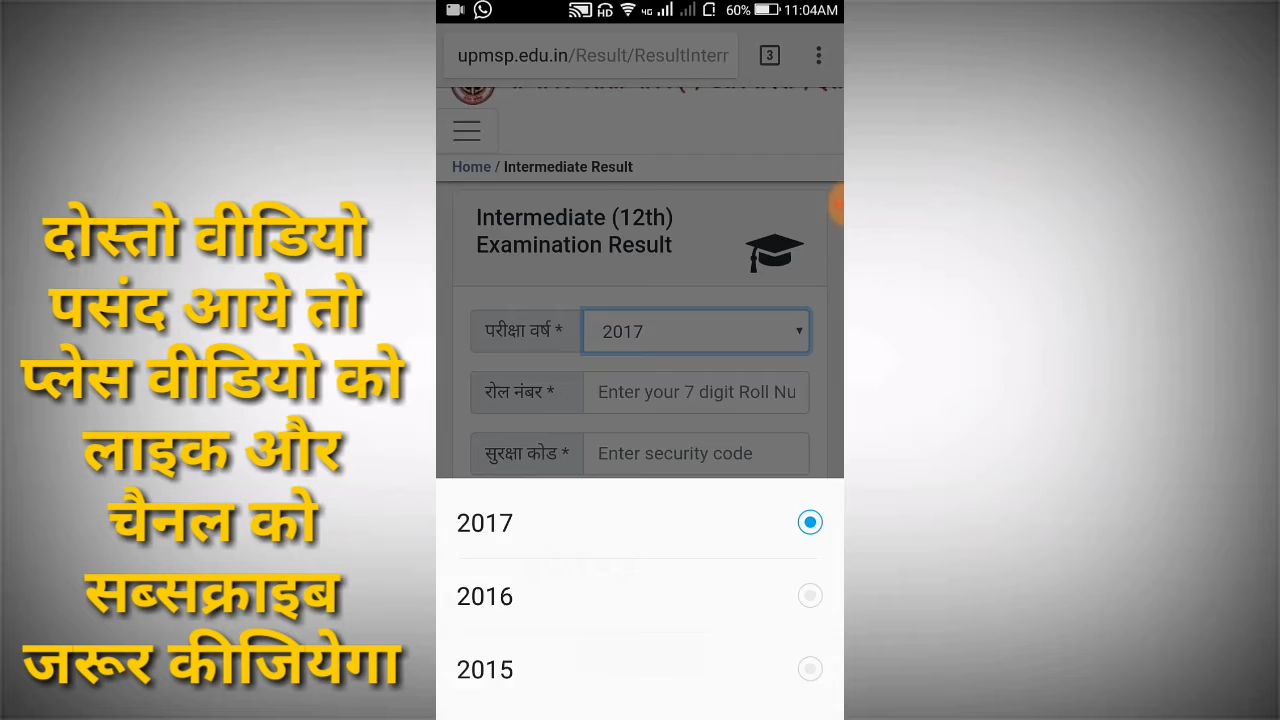 दोस्तो वीडियो
पसंद आये तो
प्लेस वीडियो को
लाइक और
चैनल को
सब्सक्राइब
जरूर कीजियेगा
HD 4G 60% 11:04AM
upmsp.edu.in/Result/ResultInterr
3
Home / Intermediate Result
Intermediate (12th)
Examination Result
परीक्षा वर्ष * 2017
रोल नंबर * Enter your 7 digit Roll Nu
सुरक्षा कोड * Enter security code
2017
2016
2015